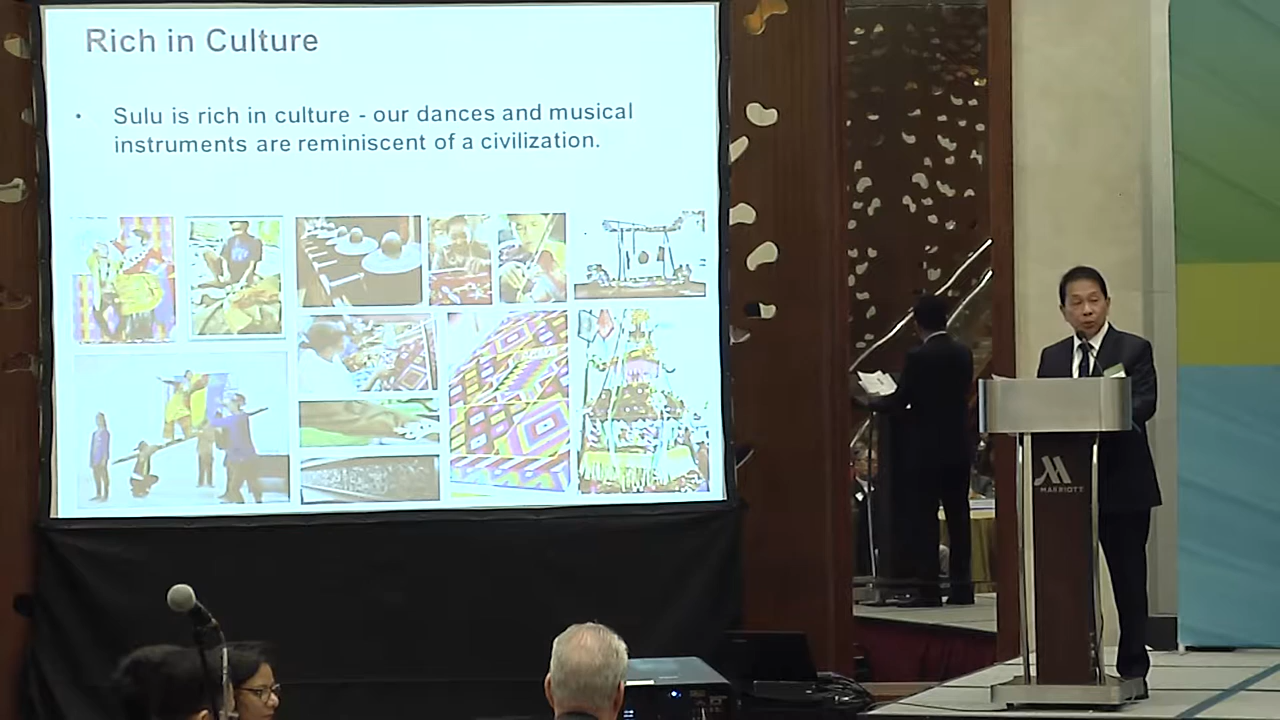 Rich in Culture
• Sulu is rich in culture - our dances and musical
instruments are reminiscent of a civilization.
MARRIOTT